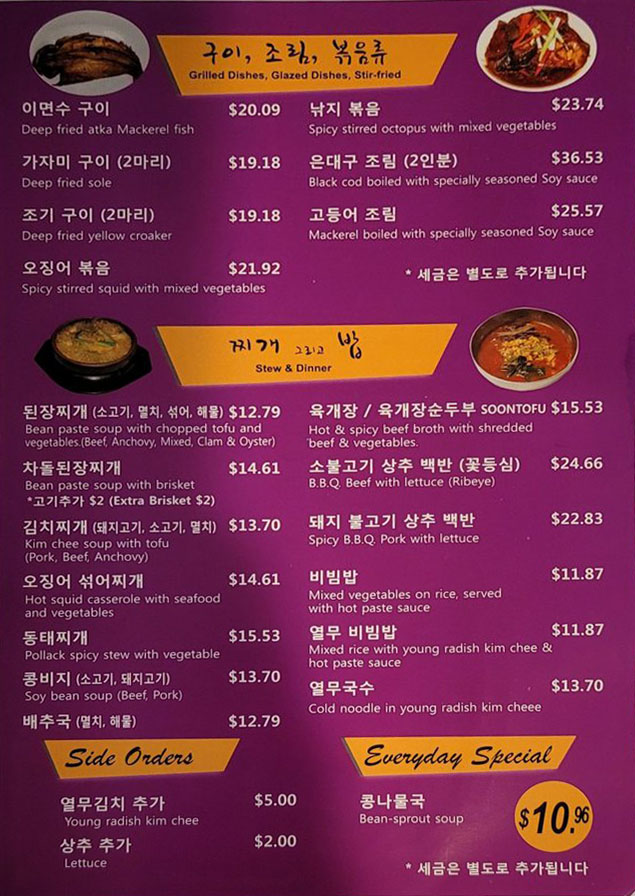 구이, 조림, 볶음류
Grilled Dishes, Glazed Dishes, Stir-fried
이면수 구이 $20.09
Deep fried atka Mackerel fish
가자미 구이 (2마리) $19.18
Deep fried sole
조기 구이 (2마리) $19.18
Deep fried yellow croaker
오징어 볶음 $21.92
Spicy stirred squid with mixed vegetables
낚지 볶음 $23.74
Spicy stirred octopus with mixed vegetables
은대구 조림 (2인분) $36.53
Black cod boiled with specially seasoned Soy sauce
고등어 조림 $25.57
Mackerel boiled with specially seasoned Soy sauce
* 세금은 별도로 추가됩니다
찌개 그리고 밥
Stew & Dinner
된장찌개 (소고기, 멸치, 섞어, 해물) $12.79
Bean paste soup with chopped tofu and
vegetables.(Beef, Anchovy, Mixed, Clam & Oyster)
차돌된장찌개 $14.61
Bean paste soup with brisket
*고기추가 $2 (Extra Brisket $2)
김치찌개 (돼지고기, 소고기, 멸치) $13.70
Kim chee soup with tofu
(Pork, Beef, Anchovy)
오징어 섞어찌개 $14.61
Hot squid casserole with seafood
and vegetables
동태찌개 $15.53
Pollack spicy stew with vegetable
콩비지 (소고기, 돼지고기) $13.70
Soy bean soup (Beef, Pork)
배추국 (멸치, 해물) $12.79
육개장 / 육개장순두부 SOONTOFU $15.53
Hot & spicy beef broth with shredded
beef & vegetables.
소불고기 상추 백반 (꽃등심) $24.66
B.B.Q. Beef with lettuce (Ribeye)
돼지 불고기 상추 백반 $22.83
Spicy B.B.Q. Pork with lettuce
비빔밥 $11.87
Mixed vegetables on rice, served
with hot paste sauce
열무 비빔밥 $11.87
Mixed rice with young radish kim chee &
hot paste sauce
열무국수 $13.70
Cold noodle in young radish kim cheee
Side Orders
열무김치 추가 $5.00
Young radish kim chee
상추 추가 $2.00
Lettuce
Everyday Special
콩나물국 $10.96
Bean-sprout soup
* 세금은 별도로 추가됩니다